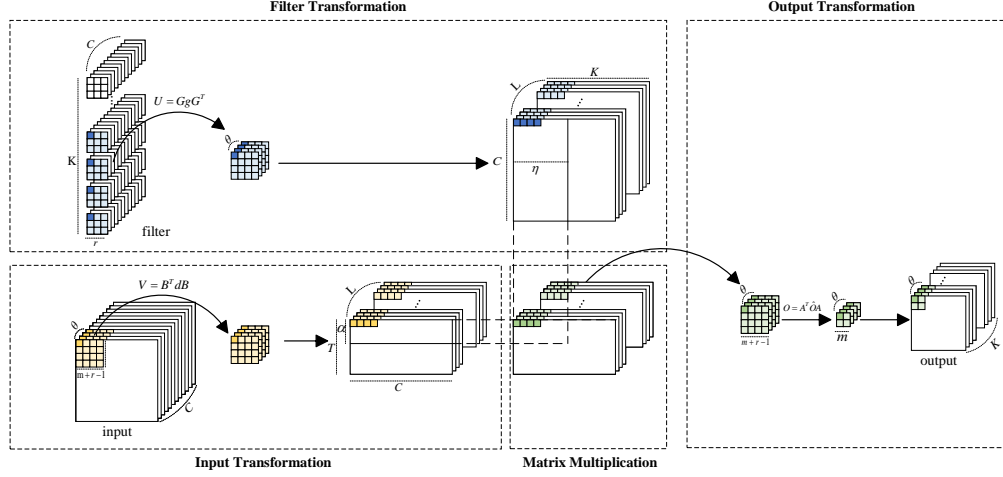 Filter Transformation
Output Transformation
C
K
U = GgG^T
θ
r
filter
L
K
C
η
θ
m+r−1
input
C
V = B^T dB
L
α
T
C
θ
m+r−1
O = A^T ÔA
θ
m
θ
K
output
Input Transformation
Matrix Multiplication